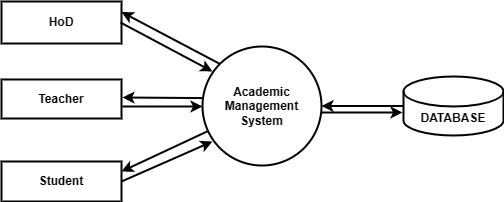 HoD
Teacher
Student
Academic
Management
System
DATABASE